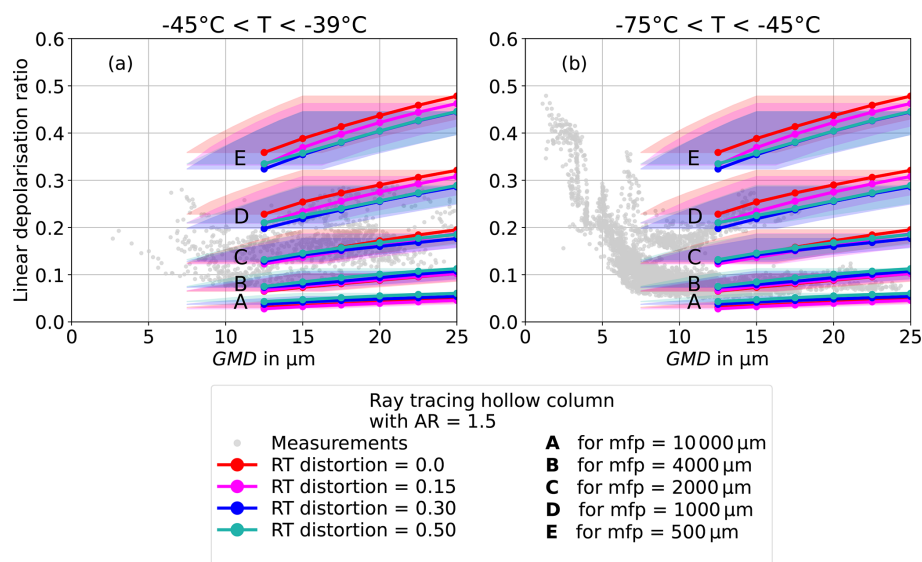 -45°C < T < -39°C
-75°C < T < -45°C
Linear depolarisation ratio
0.6
0.5
0.4
0.3
0.2
0.1
0.0
(a)
E
D
C
B
A
0
5
10
15
20
25
GMD in μm
0.6
0.5
0.4
0.3
0.2
0.1
0.0
(b)
E
D
C
B
A
0
5
10
15
20
25
GMD in μm
Ray tracing hollow column
with AR = 1.5
Measurements
RT distortion = 0.0
RT distortion = 0.15
RT distortion = 0.30
RT distortion = 0.50
A for mfp = 10 000 μm
B for mfp = 4000 μm
C for mfp = 2000 μm
D for mfp = 1000 μm
E for mfp = 500 μm